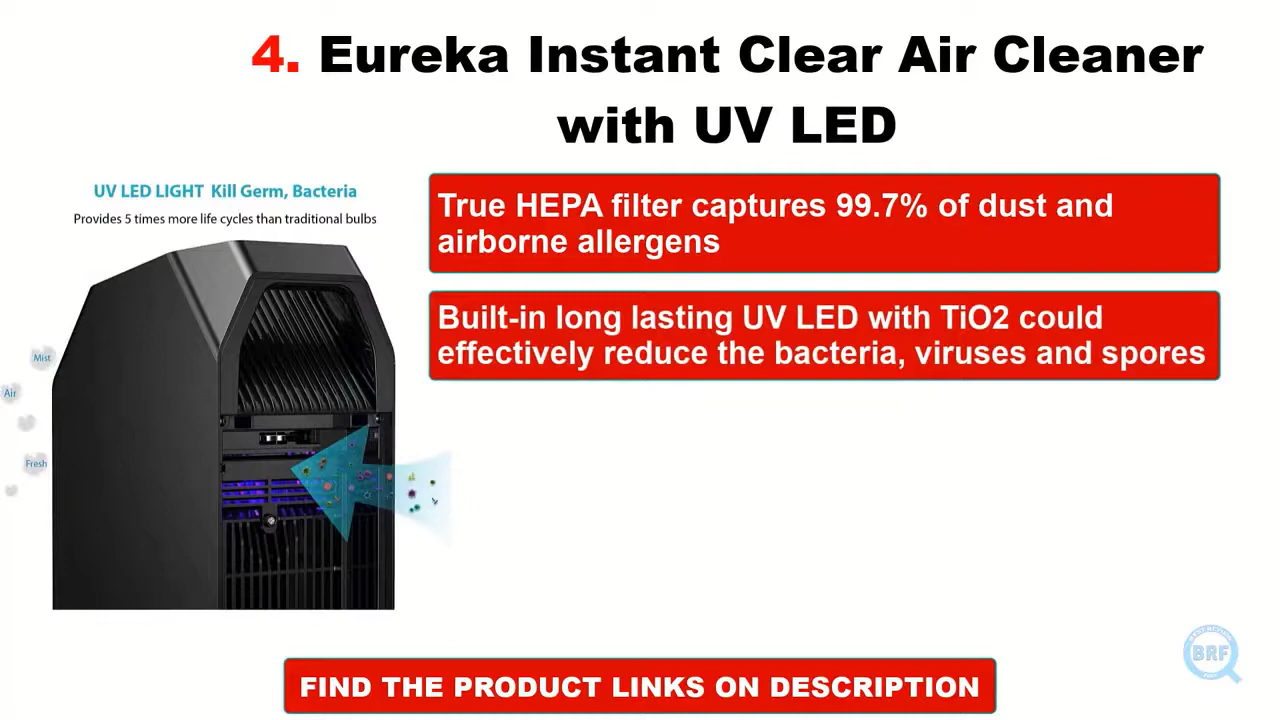 4. Eureka Instant Clear Air Cleaner
with UV LED
UV LED LIGHT Kill Germ, Bacteria
Provides 5 times more life cycles than traditional bulbs
Mist
Air
Fresh
True HEPA filter captures 99.7% of dust and
airborne allergens
Built-in long lasting UV LED with TiO2 could
effectively reduce the bacteria, viruses and spores
FIND THE PRODUCT LINKS ON DESCRIPTION
BRF